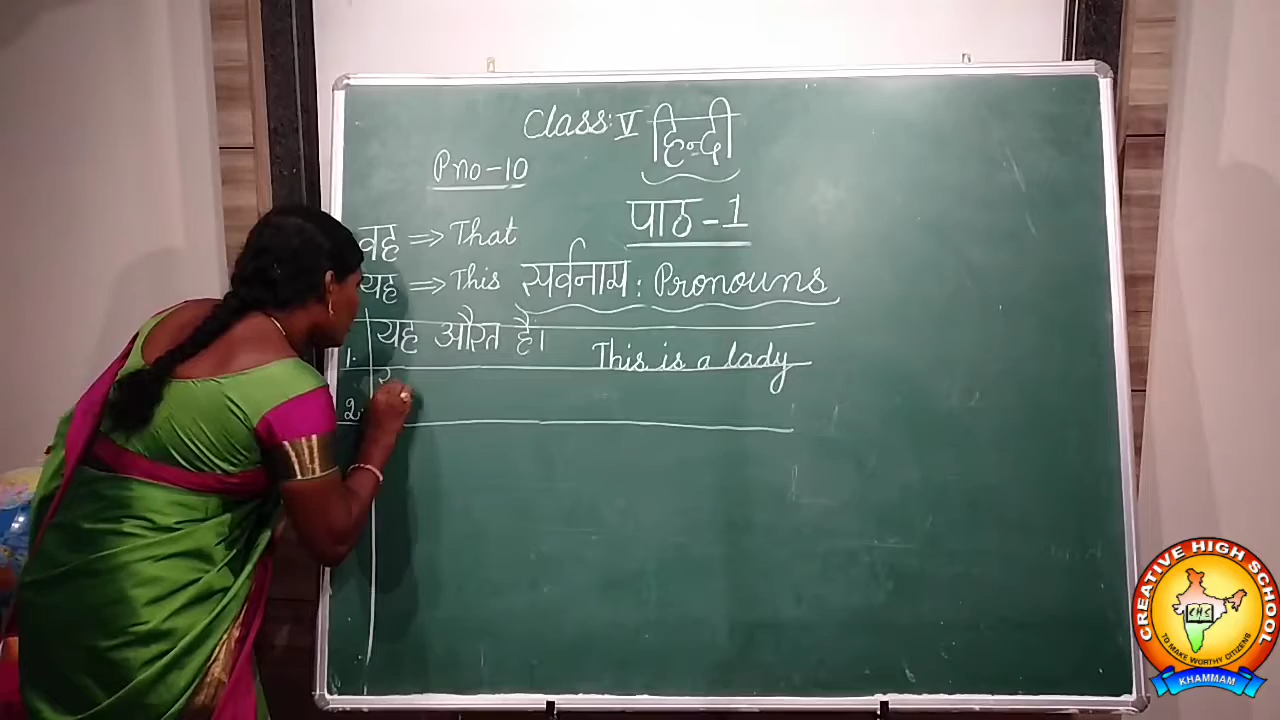 Class: V हिन्दी
Pno-10
पाठ-1
वह => That
यह => This
सर्वनाम : Pronouns
1. यह औरत हैं। This is a lady
2.
CREATIVE HIGH SCHOOL
CHS
TO MAKE WORTHY CITIZENS
KHAMMAM